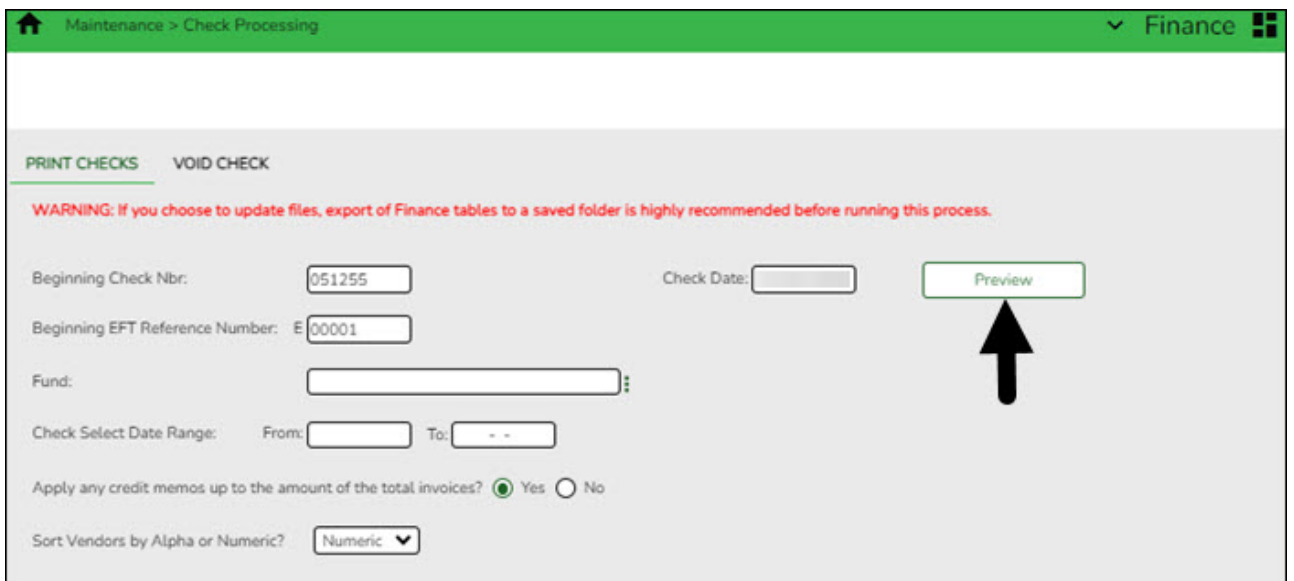 Maintenance > Check Processing
Finance
PRINT CHECKS VOID CHECK
WARNING: If you choose to update files, export of Finance tables to a saved folder is highly recommended before running this process.
Beginning Check Nbr: 051255 Check Date: Preview
Beginning EFT Reference Number: E 00001
Fund:
Check Select Date Range: From: To: - -
Apply any credit memos up to the amount of the total invoices? Yes No
Sort Vendors by Alpha or Numeric? Numeric